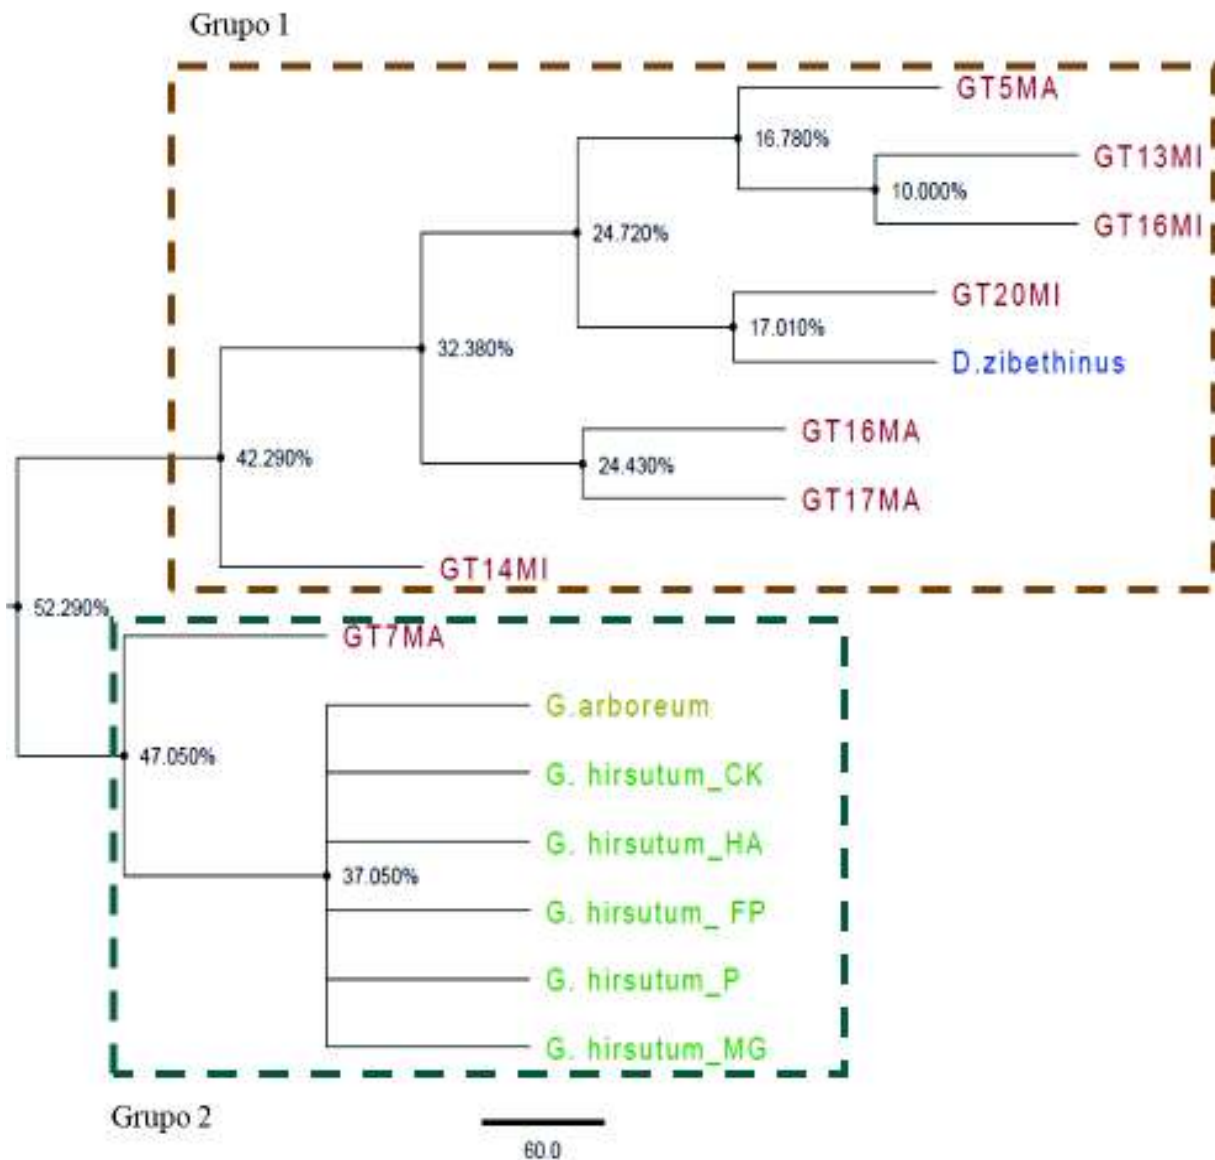 Grupo 1
GT5MA
16.780%
GT13MI
10.000%
GT16MI
24.720%
GT20MI
17.010%
32.380%
D.zibethinus
GT16MA
42.290%
24.430%
GT17MA
GT14MI
52.290%
GT7MA
G.arboreum
47.050%
G. hirsutum_CK
G. hirsutum_HA
37.050%
G. hirsutum_ FP
G. hirsutum_P
G. hirsutum_MG
Grupo 2
60.0